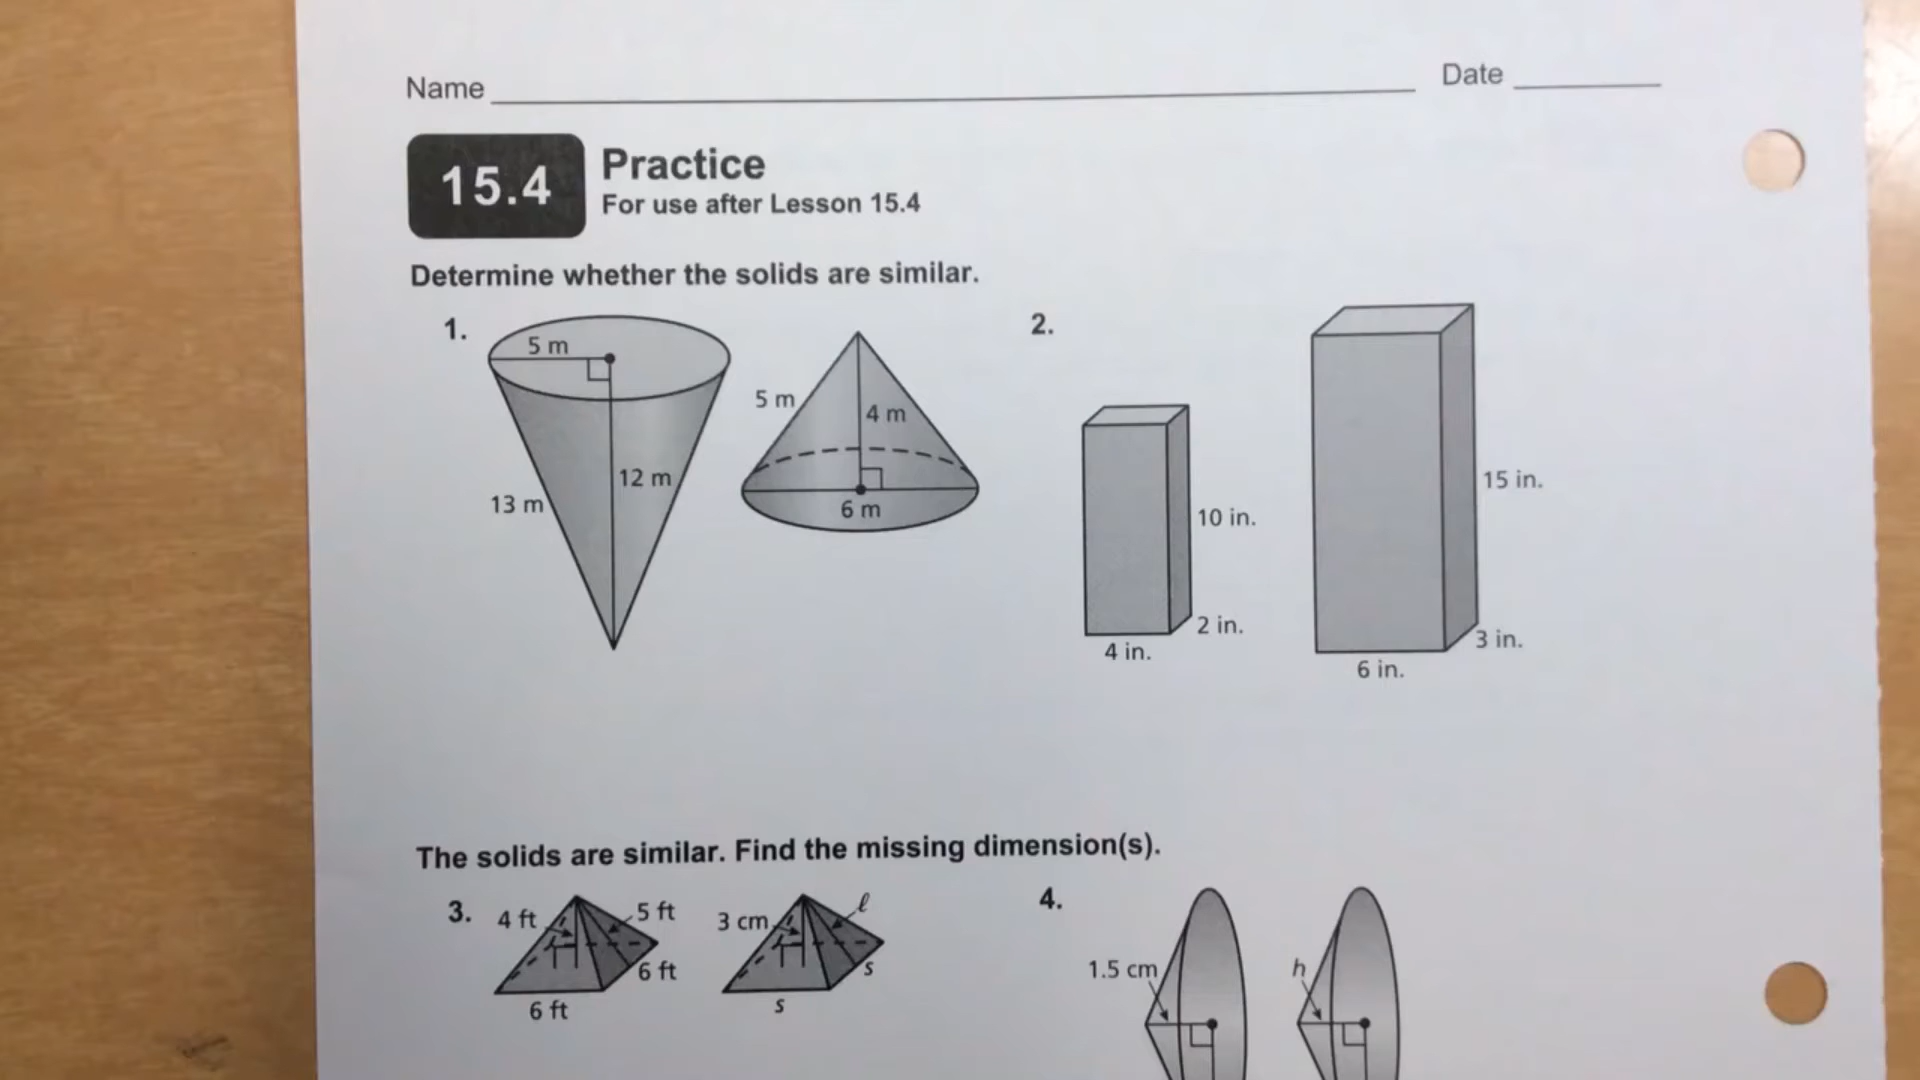 Name Date
15.4 Practice
For use after Lesson 15.4
Determine whether the solids are similar.
1.
5 m
12 m
13 m
5 m
4 m
6 m
2.
10 in.
2 in.
4 in.
15 in.
3 in.
6 in.
The solids are similar. Find the missing dimension(s).
3.
4 ft
5 ft
6 ft
6 ft
3 cm
ℓ
s
s
4.
1.5 cm
h